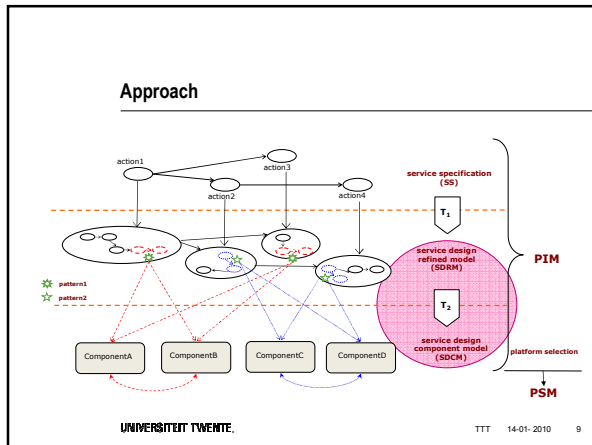 Approach
action1
action3
action2
action4
service specification
(SS)
T1
service design
refined model
(SDRM)
PIM
pattern1
pattern2
T2
service design
component model
(SDCM)
platform selection
ComponentA
ComponentB
ComponentC
ComponentD
PSM
UNIVERSITEIT TWENTE.
TTT 14-01- 2010 9